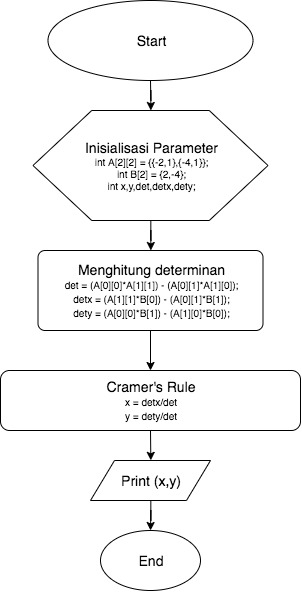 Start
Inisialisasi Parameter
int A[2][2] = {{-2,1},{-4,1}};
int B[2] = {2,-4};
int x,y,det,detx,dety;
Menghitung determinan
det = (A[0][0]*A[1][1]) - (A[0][1]*A[1][0]);
detx = (A[1][1]*B[0]) - (A[0][1]*B[1]);
dety = (A[0][0]*B[1]) - (A[1][0]*B[0]);
Cramer's Rule
x = detx/det
y = dety/det
Print (x,y)
End